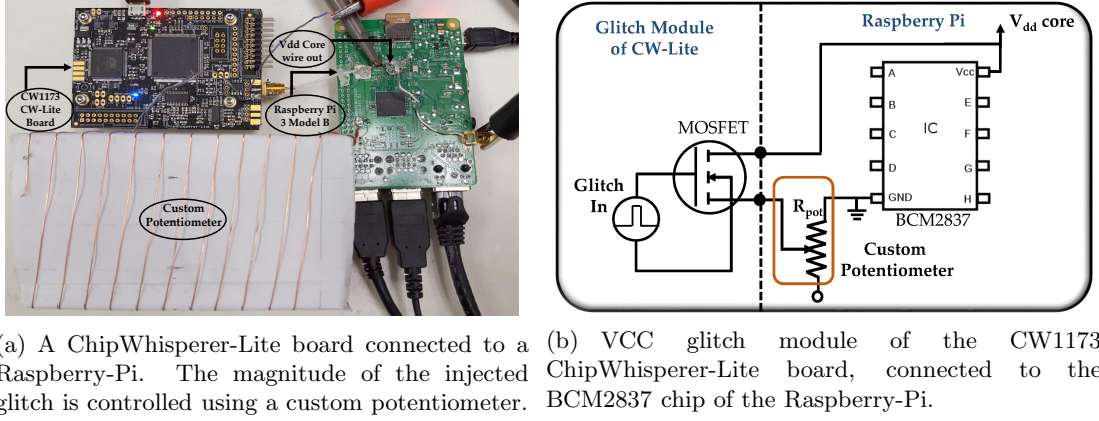 CW1173
CW-Lite
Board
Vdd Core
wire out
Raspberry Pi
3 Model B
Custom
Potentiometer
Glitch Module
of CW-Lite
Raspberry Pi
Vdd core
MOSFET
Glitch
In
Rpot
Custom
Potentiometer
A
B
C
D
GND
IC
Vcc
E
F
G
H
BCM2837
(a) A ChipWhisperer-Lite board connected to a
Raspberry-Pi. The magnitude of the injected
glitch is controlled using a custom potentiometer.
(b) VCC glitch module of the CW1173
ChipWhisperer-Lite board, connected to the
BCM2837 chip of the Raspberry-Pi.